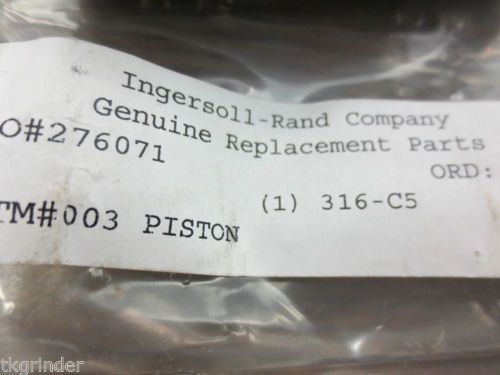 Ingersoll-Rand Company
Genuine Replacement Parts
O#276071
ORD:
(1) 316-C5
TM#003 PISTON
tkgrinder